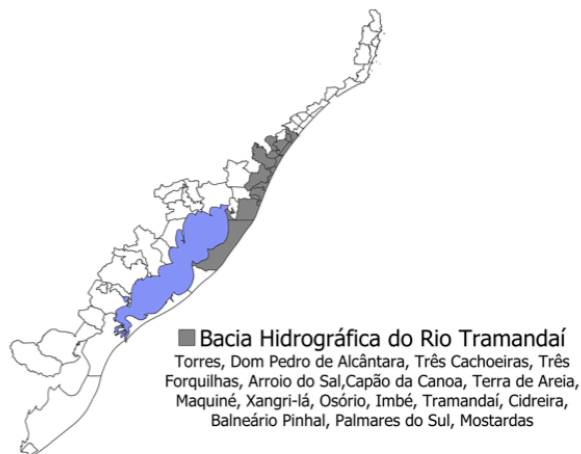 Bacia Hidrográfica do Rio Tramandaí
Torres, Dom Pedro de Alcântara, Três Cachoeiras, Três
Forquilhas, Arroio do Sal,Capão da Canoa, Terra de Areia,
Maquiné, Xangri-lá, Osório, Imbé, Tramandaí, Cidreira,
Balneário Pinhal, Palmares do Sul, Mostardas